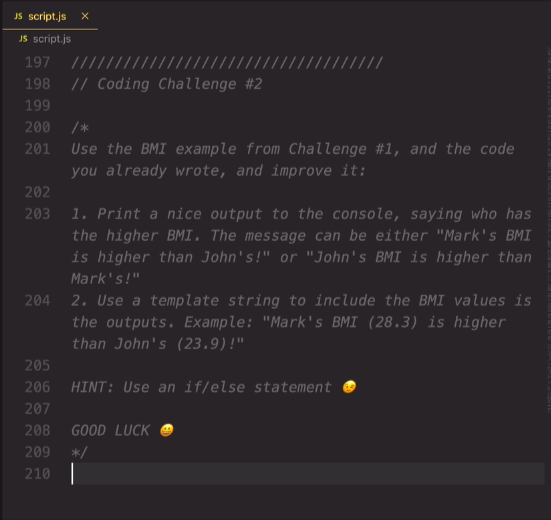 JS script.js ×
JS script.js
197 ////////////////////////////////////
198 // Coding Challenge #2
199
200 /*
201 Use the BMI example from Challenge #1, and the code
you already wrote, and improve it:
202
203 1. Print a nice output to the console, saying who has
the higher BMI. The message can be either "Mark's BMI
is higher than John's!" or "John's BMI is higher than
Mark's!"
204 2. Use a template string to include the BMI values is
the outputs. Example: "Mark's BMI (28.3) is higher
than John's (23.9)!"
205
206 HINT: Use an if/else statement 😉
207
208 GOOD LUCK 😀
209 */
210